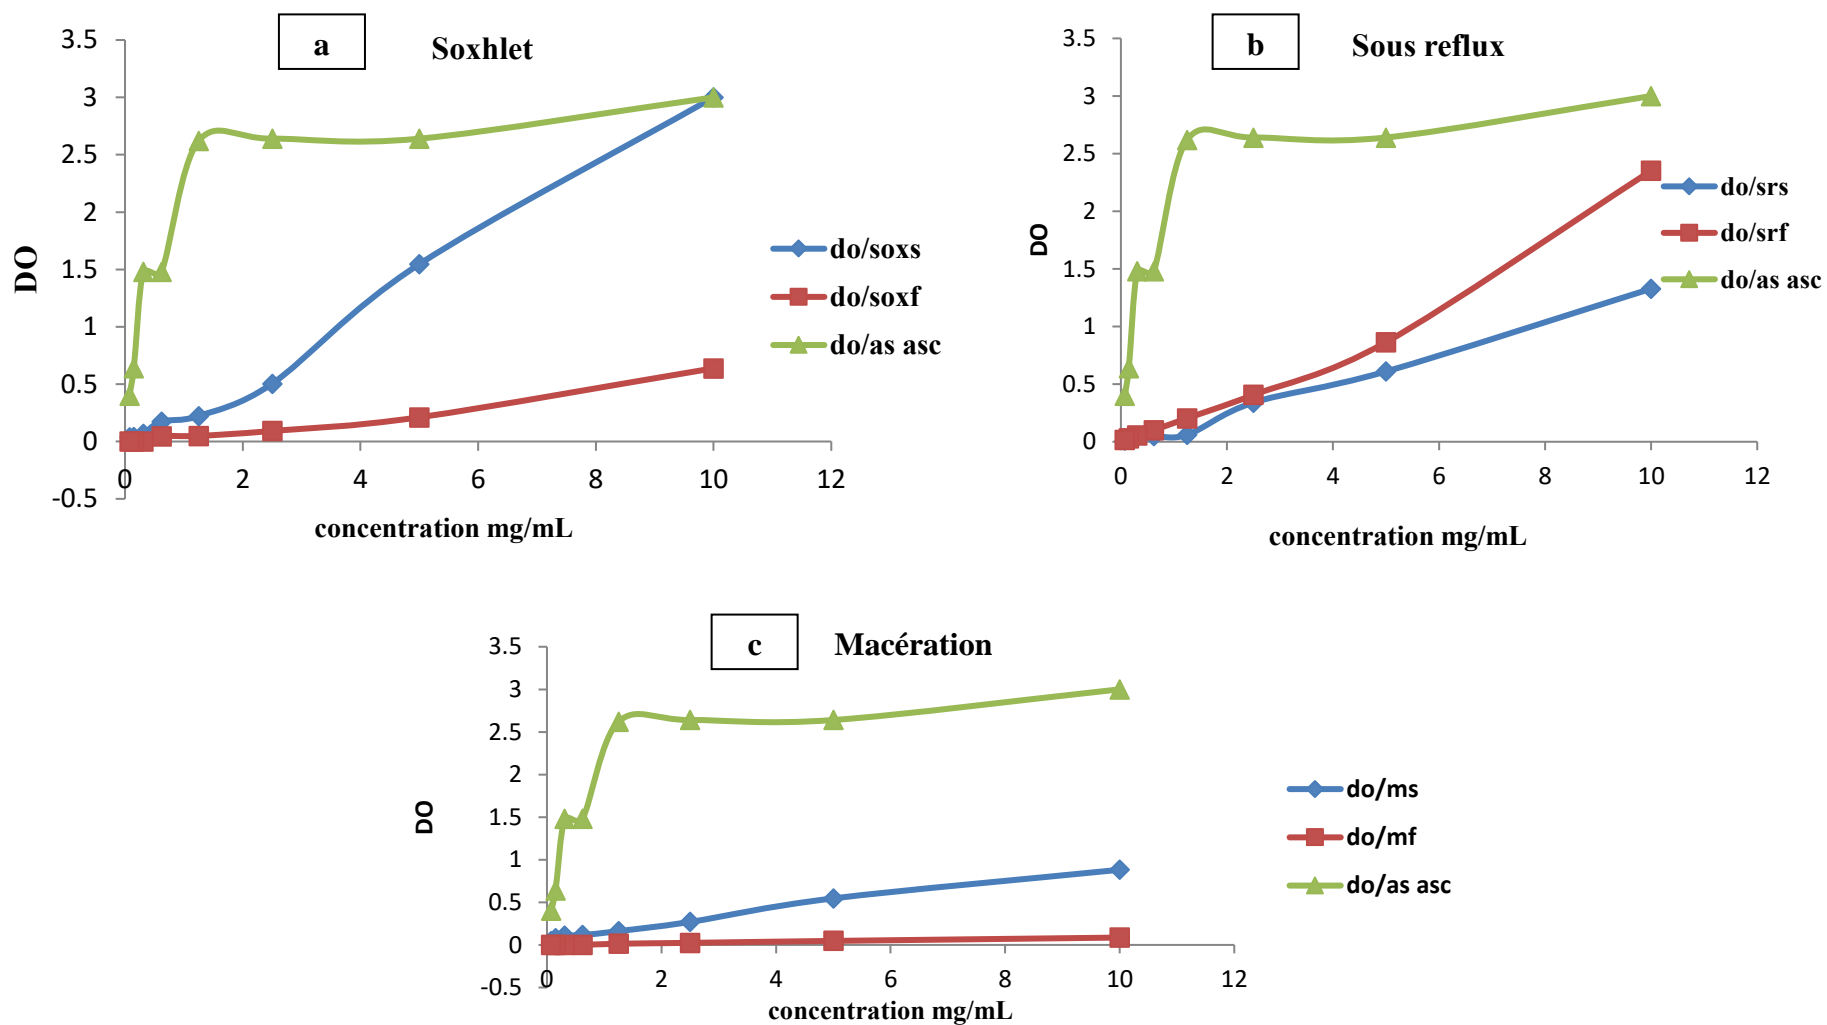 a Soxhlet
3.5
3
2.5
2
1.5
1
0.5
0
-0.5
DO
0 2 4 6 8 10 12
concentration mg/mL
do/soxs
do/soxf
do/as asc
b Sous reflux
3.5
3
2.5
2
1.5
1
0.5
0
DO
0 2 4 6 8 10 12
concentration mg/mL
do/srs
do/srf
do/as asc
c Macération
3.5
3
2.5
2
1.5
1
0.5
0
-0.5
DO
0 2 4 6 8 10 12
concentration mg/mL
do/ms
do/mf
do/as asc